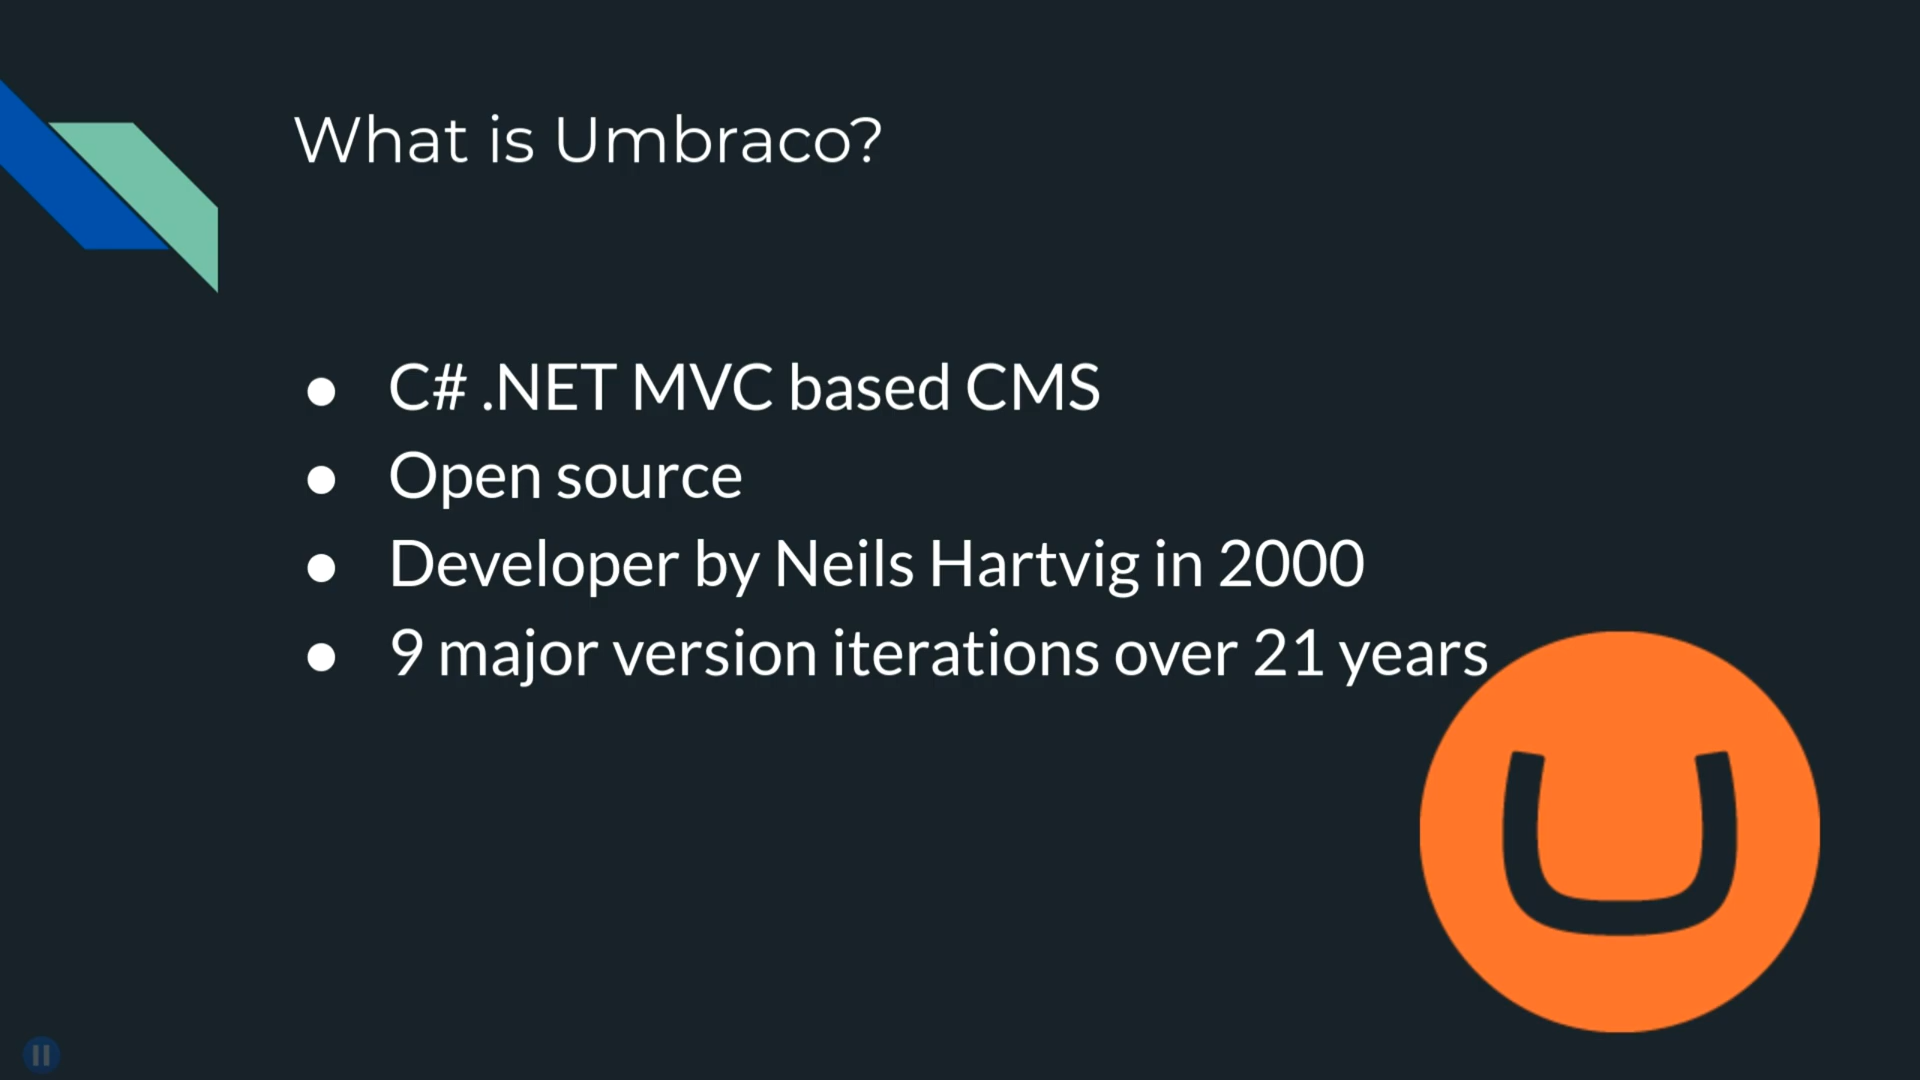 What is Umbraco?
● C# .NET MVC based CMS
● Open source
● Developer by Neils Hartvig in 2000
● 9 major version iterations over 21 years